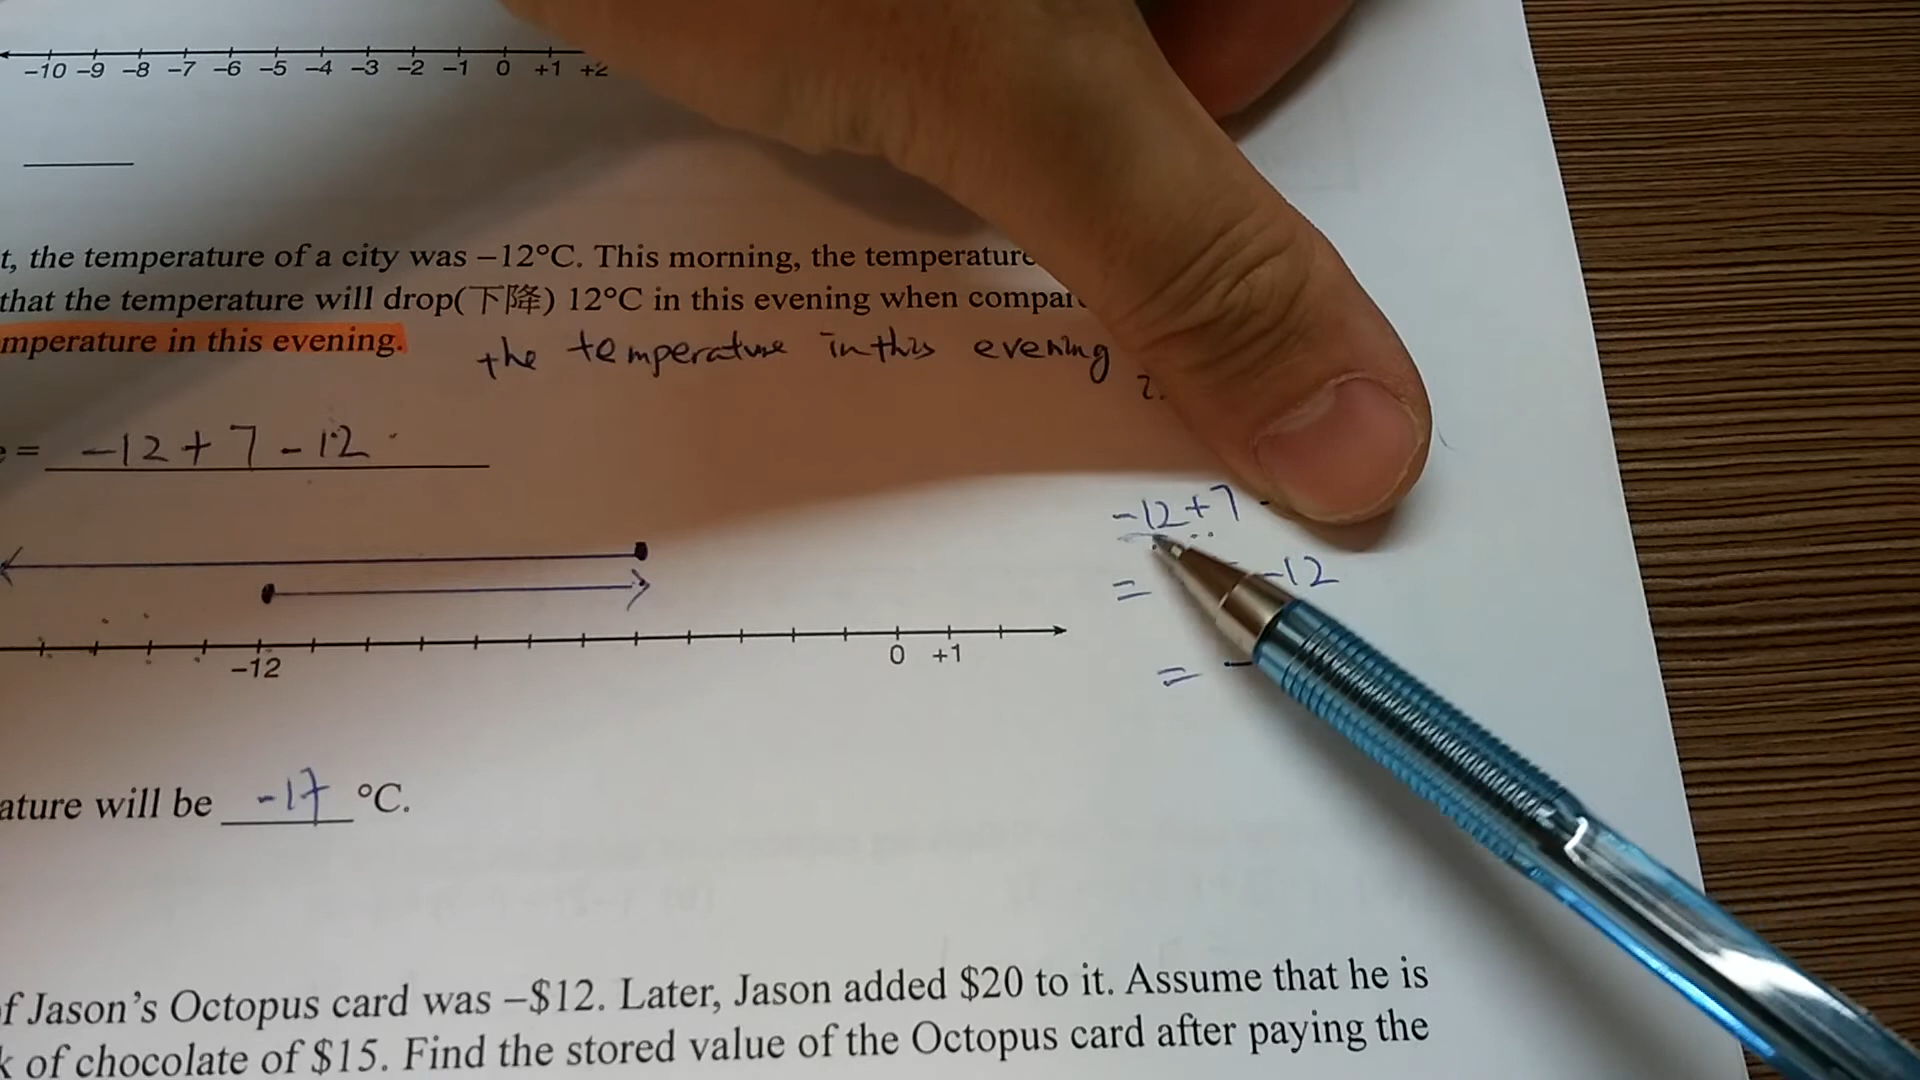 -10 -9 -8 -7 -6 -5 -4 -3 -2 -1 0 +1 +2
t, the temperature of a city was –12°C. This morning, the temperature
that the temperature will drop(下降) 12°C in this evening when compar
mperature in this evening.
the temperature in this evening
= -12+7-12
-12+7
= -12
= -
-12 0 +1
ature will be -17 °C.
f Jason's Octopus card was –$12. Later, Jason added $20 to it. Assume that he is
k of chocolate of $15. Find the stored value of the Octopus card after paying the